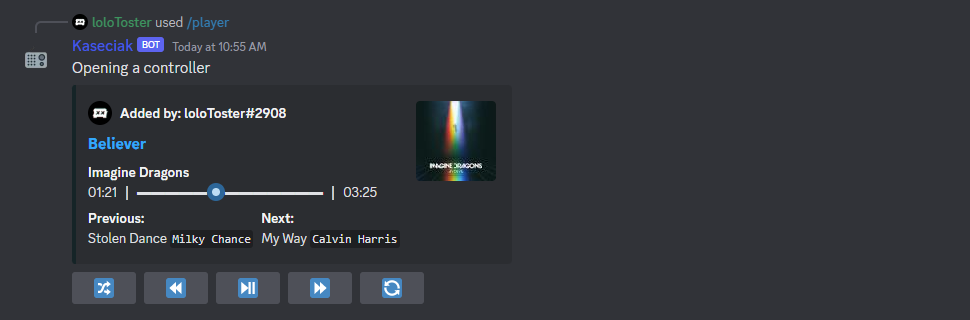 loloToster used /player
Kaseciak BOT Today at 10:55 AM
Opening a controller
Added by: loloToster#2908
Believer
Imagine Dragons
01:21 | | 03:25
Previous: Next:
Stolen Dance Milky Chance My Way Calvin Harris
IMAGINE DRAGONS